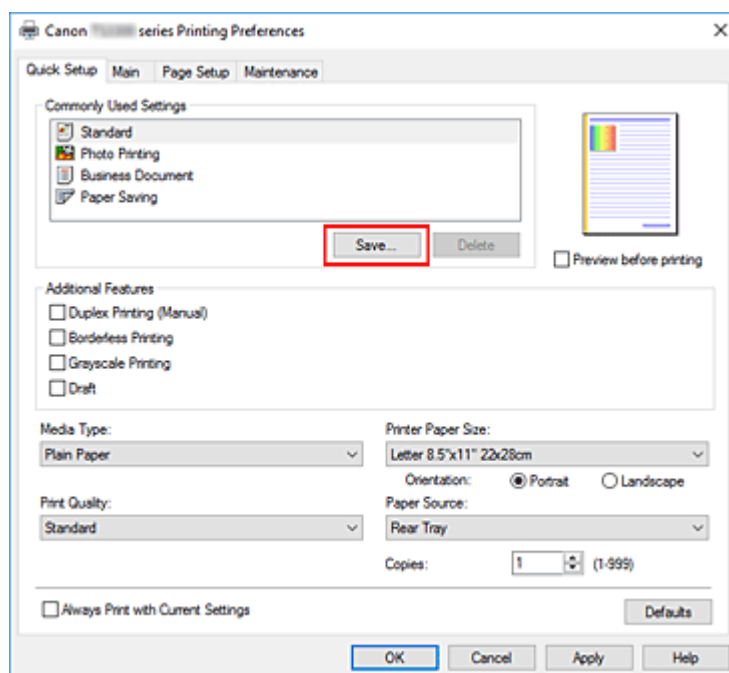 Canon series Printing Preferences
Quick Setup Main Page Setup Maintenance
Commonly Used Settings
Standard
Photo Printing
Business Document
Paper Saving
Save... Delete
Preview before printing
Additional Features
Duplex Printing (Manual)
Borderless Printing
Grayscale Printing
Draft
Media Type: Printer Paper Size:
Plain Paper Letter 8.5"x11" 22x28cm
Orientation: Portrait Landscape
Print Quality: Paper Source:
Standard Rear Tray
Copies: 1 (1-999)
Always Print with Current Settings Defaults
OK Cancel Apply Help